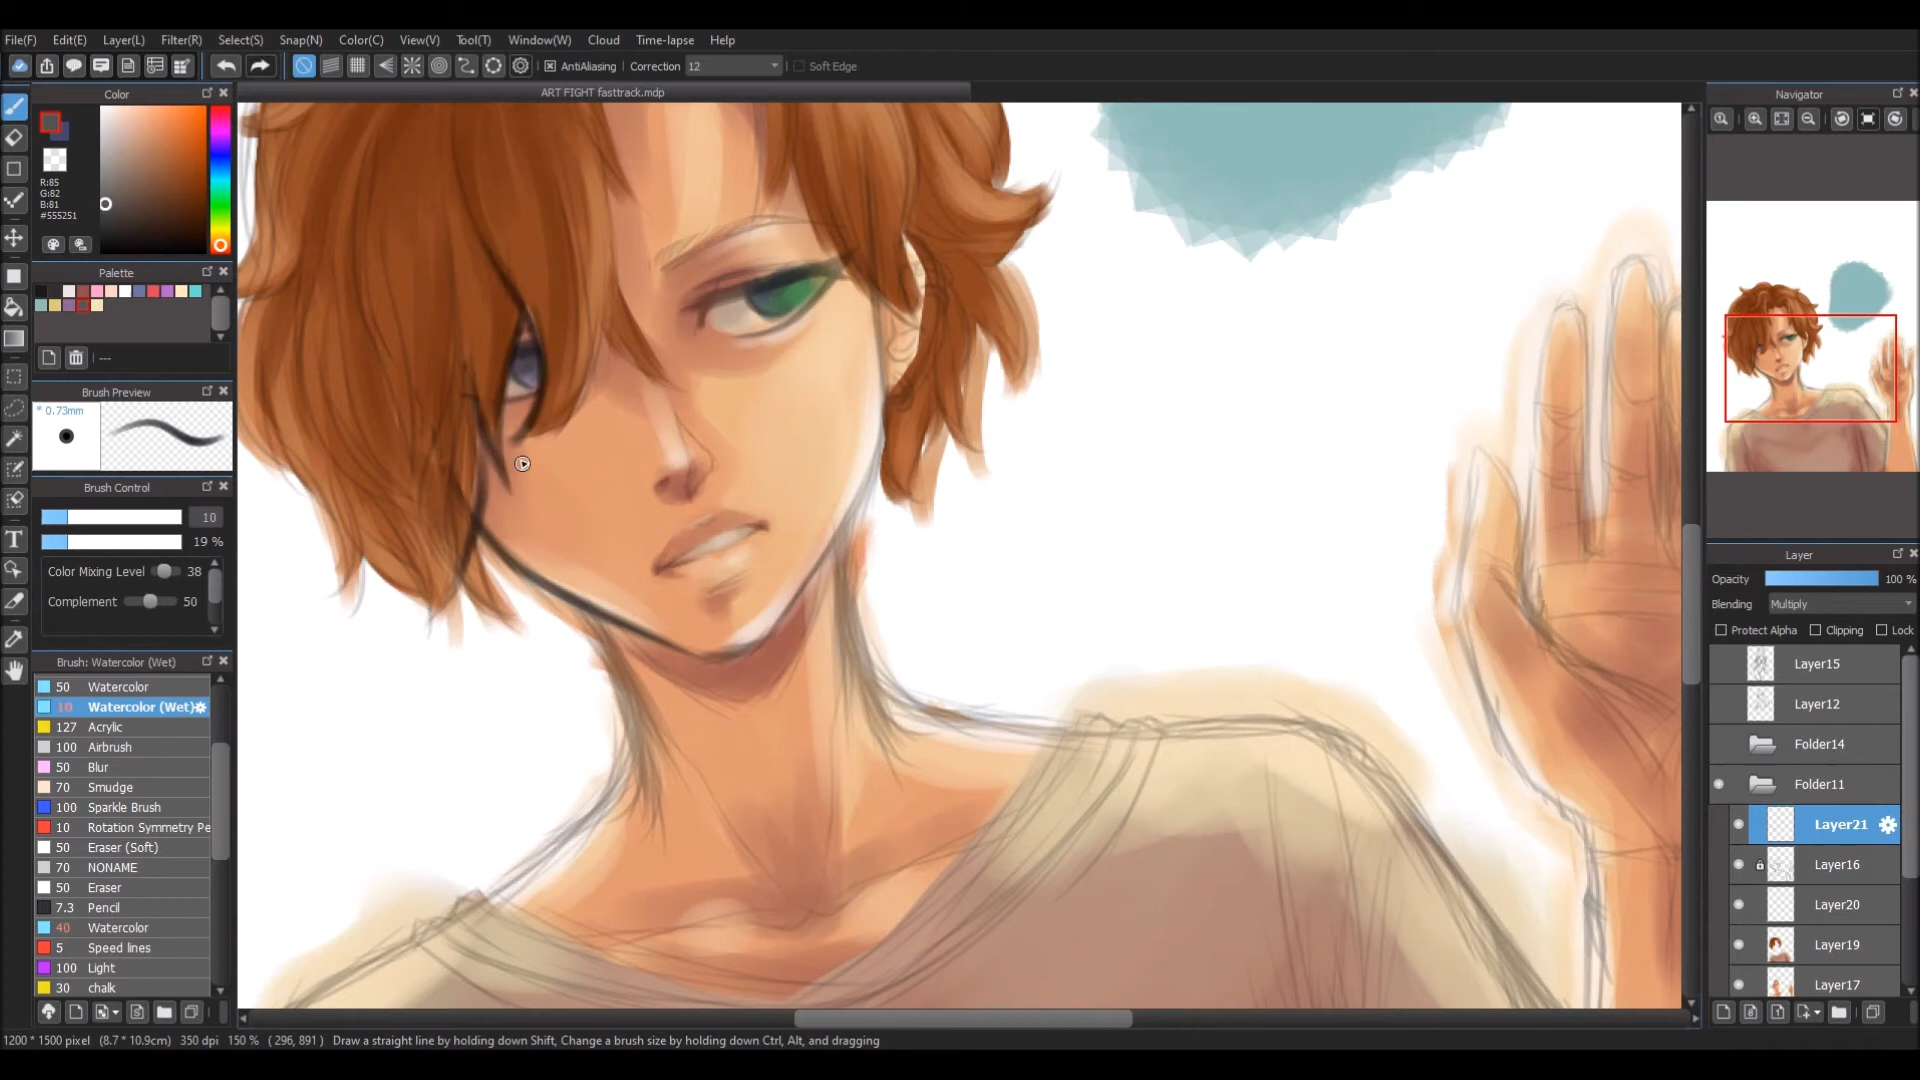 File(F) Edit(E) Layer(L) Filter(R) Select(S) Snap(N) Color(C) View(V) Tool(T) Window(W) Cloud Time-lapse Help
AntiAliasing Correction 12 Soft Edge
Color
ART FIGHT fasttrack.mdp
Navigator
R:85
G:82
B:81
#555251
Palette
---
Brush Preview
* 0.73mm
Brush Control
10
19 %
Color Mixing Level 38
Complement 50
Brush: Watercolor (Wet)
50 Watercolor
10 Watercolor (Wet)
127 Acrylic
100 Airbrush
50 Blur
70 Smudge
100 Sparkle Brush
10 Rotation Symmetry Pe
50 Eraser (Soft)
70 NONAME
50 Eraser
7.3 Pencil
40 Watercolor
5 Speed lines
100 Light
30 chalk
Layer
Opacity 100 %
Blending Multiply
Protect Alpha Clipping Lock
Layer15
Layer12
Folder14
Folder11
Layer21
Layer16
Layer20
Layer19
Layer17
1200 * 1500 pixel (8.7 * 10.9cm) 350 dpi 150 % ( 296, 891 ) Draw a straight line by holding down Shift, Change a brush size by holding down Ctrl, Alt, and dragging